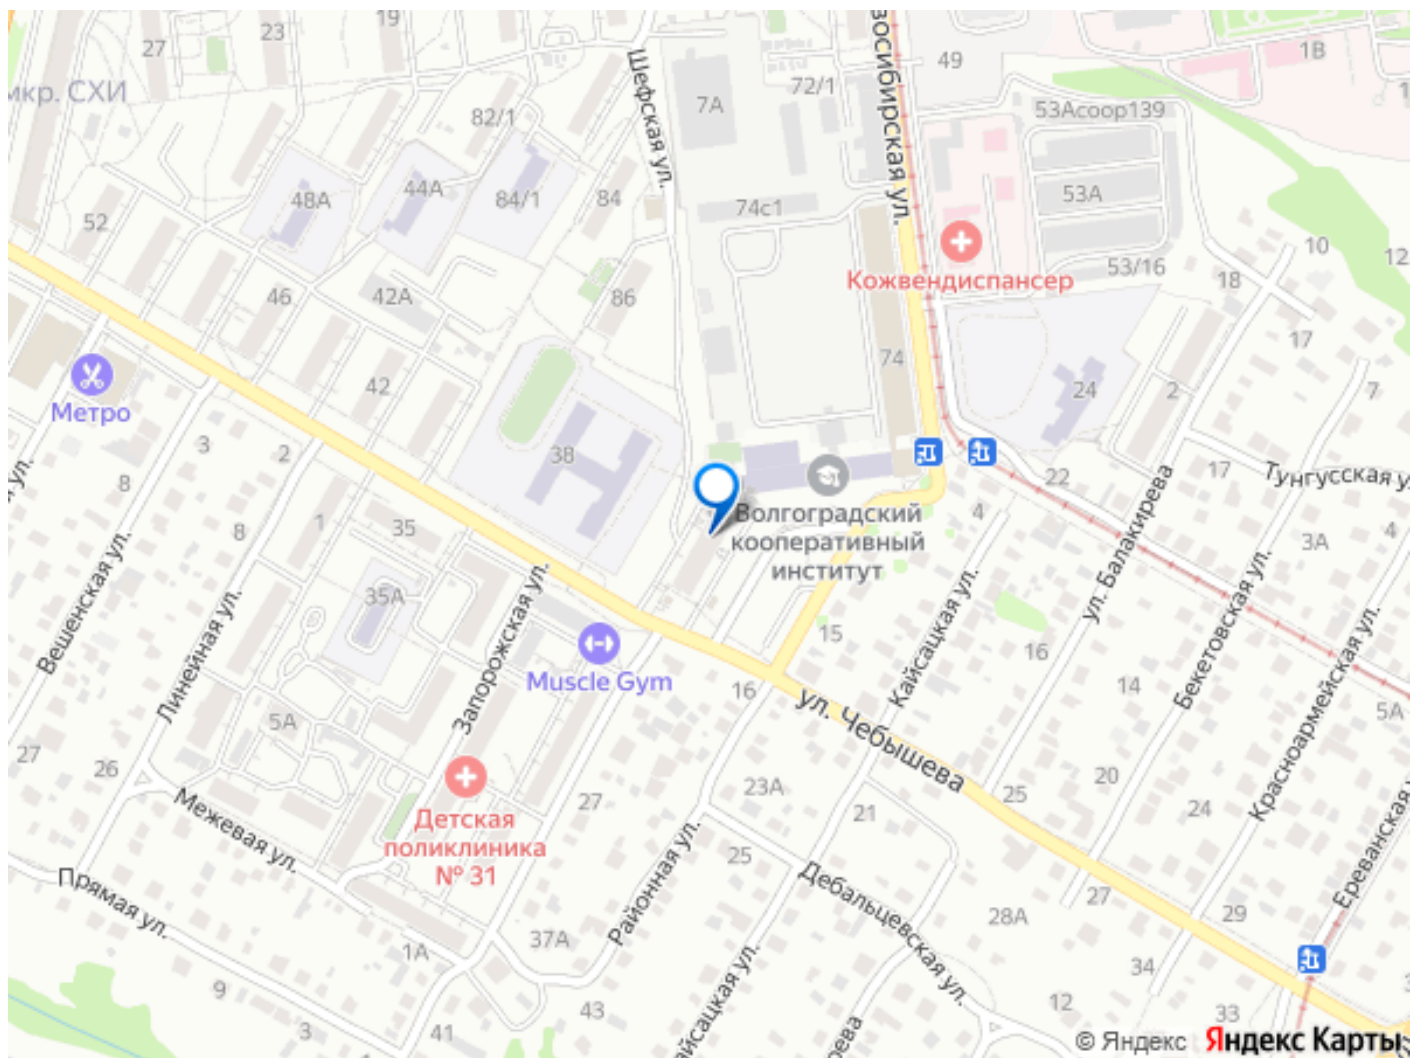 27
23
19
мкр. СХИ
82/1
Шефская ул.
7А
72/1
восибирская ул.
49
1В
53Асоор139
48А
44А
84/1
84
74с1
53А
52
Кожвендиспансер
53/16
10
12
18
46
42А
86
17
74
Метро
42
24
2
7
3
2
38
8
22
17
Тунгусская у
1
35
8
Волгоградский
кооперативный
институт
4
3А
4
Вешенская ул.
Линейная ул.
35А
Запорожская ул.
Muscle Gym
15
16
Кайсацкая ул.
ул. Балакирева
16
14
Бекетовская ул.
Красноармейская ул.
5А
ул. Чебышева
5А
27
26
Межевая ул.
Детская
поликлиника
№ 31
27
23А
21
25
20
24
25
Районная ул.
Дебальцевская ул.
28А
27
29
Ереванская у
Прямая ул.
1А
37А
9
3
41
43
айсацкая ул.
рева
12
34
33
© Яндекс Яндекс Карты